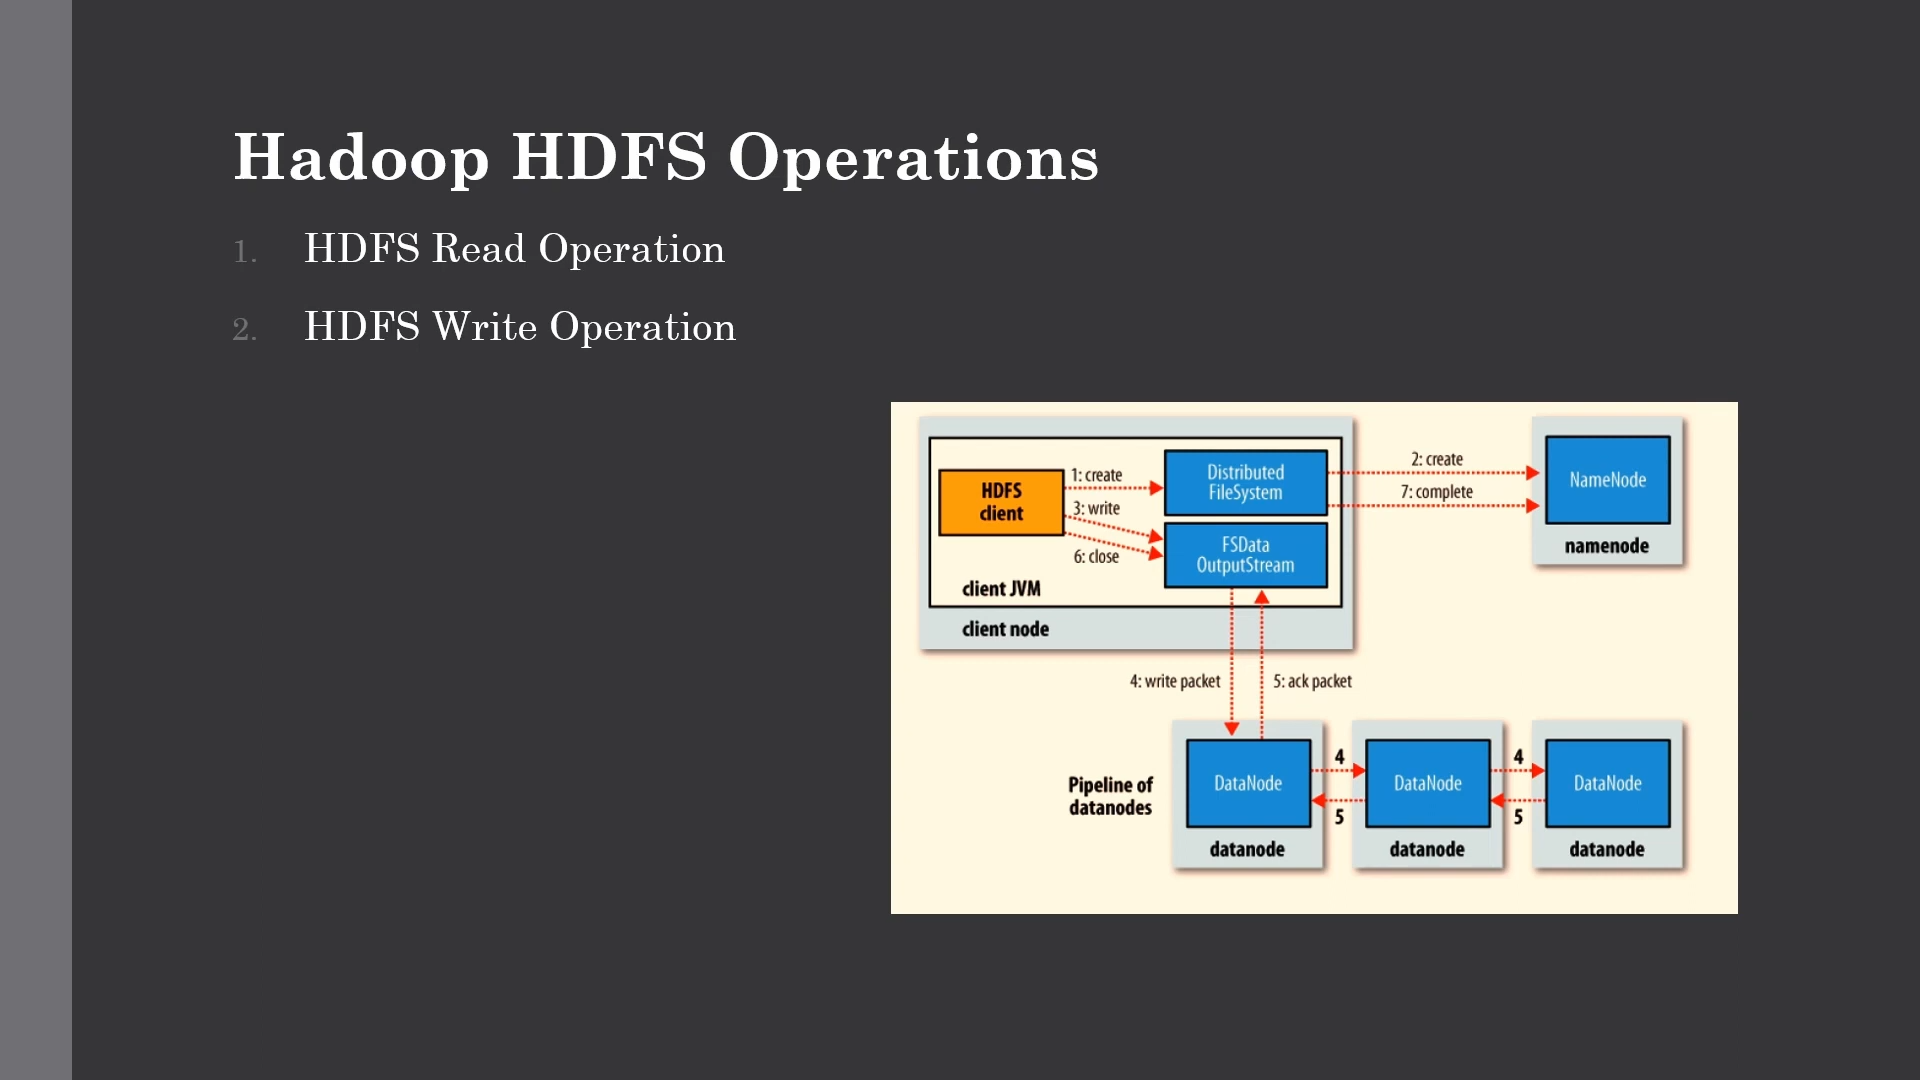 Hadoop HDFS Operations
1. HDFS Read Operation
2. HDFS Write Operation
HDFS
client
1: create
3: write
6: close
Distributed
FileSystem
FSData
OutputStream
client JVM
client node
2: create
7: complete
NameNode
namenode
4: write packet
5: ack packet
Pipeline of
datanodes
DataNode
datanode
4
5
DataNode
datanode
4
5
DataNode
datanode